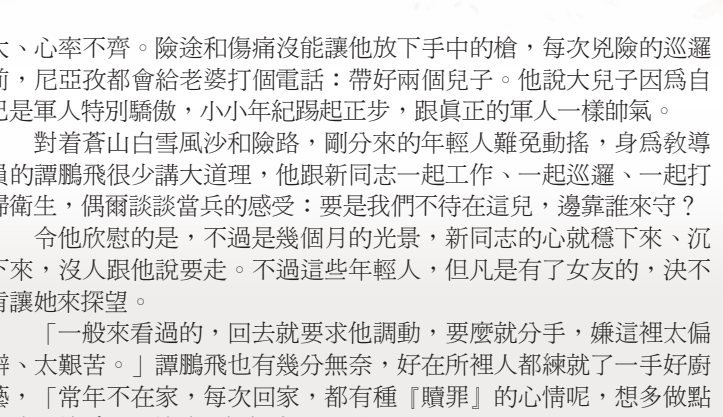 大、心率不齊。險途和傷痛沒能讓他放下手中的槍，每次兇險的巡邏
前，尼亞孜都會給老婆打個電話：帶好兩個兒子。他說大兒子因爲自
己是軍人特別驕傲，小小年紀踢起正步，跟眞正的軍人一樣帥氣。
對着蒼山白雪風沙和險路，剛分來的年輕人難免動搖，身爲教導
員的譚鵬飛很少講大道理，他跟新同志一起工作、一起巡邏、一起打
掃衛生，偶爾談談當兵的感受：要是我們不待在這兒，邊靠誰來守？
令他欣慰的是，不過是幾個月的光景，新同志的心就穩下來、沉
下來，沒人跟他說要走。不過這些年輕人，但凡是有了女友的，決不
肯讓她來探望。
「一般來看過的，回去就要求他調動，要麼就分手，嫌這裡太偏
僻、太艱苦。」譚鵬飛也有幾分無奈，好在所裡人都練就了一手好廚
藝，「常年不在家，每次回家，都有種『贖罪』的心情呢，想多做點